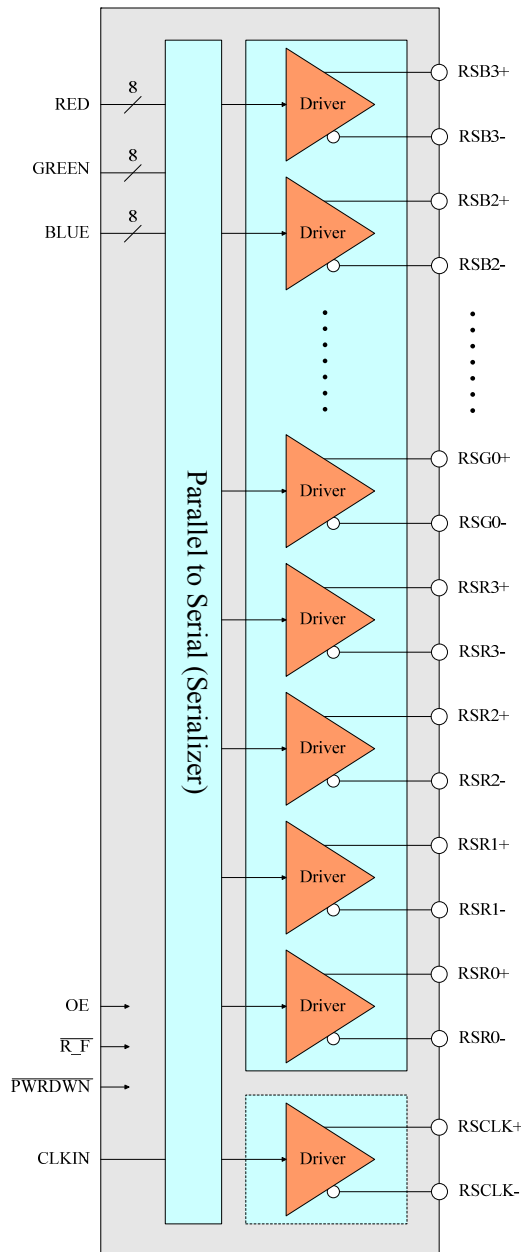 8
RED
Driver
RSB3+
RSB3-
8
GREEN
8
BLUE
Driver
RSB2+
RSB2-
Parallel to Serial (Serializer)
Driver
RSG0+
RSG0-
Driver
RSR3+
RSR3-
Driver
RSR2+
RSR2-
Driver
RSR1+
RSR1-
Driver
RSR0+
RSR0-
OE
R_F
PWRDWN
CLKIN
Driver
RSCLK+
RSCLK-